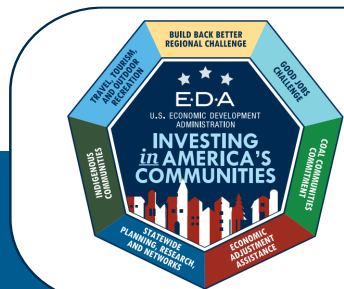 BUILD BACK BETTER
REGIONAL CHALLENGE
GOOD JOBS
CHALLENGE
COAL COMMUNITIES
COMMITMENT
ECONOMIC
ADJUSTMENT
ASSISTANCE
STATEWIDE
PLANNING, RESEARCH,
AND NETWORKS
INDIGENOUS
COMMUNITIES
TRAVEL, TOURISM,
AND OUTDOOR
RECREATION
E·D·A
U.S. ECONOMIC DEVELOPMENT
ADMINISTRATION
INVESTING
in AMERICA'S
COMMUNITIES